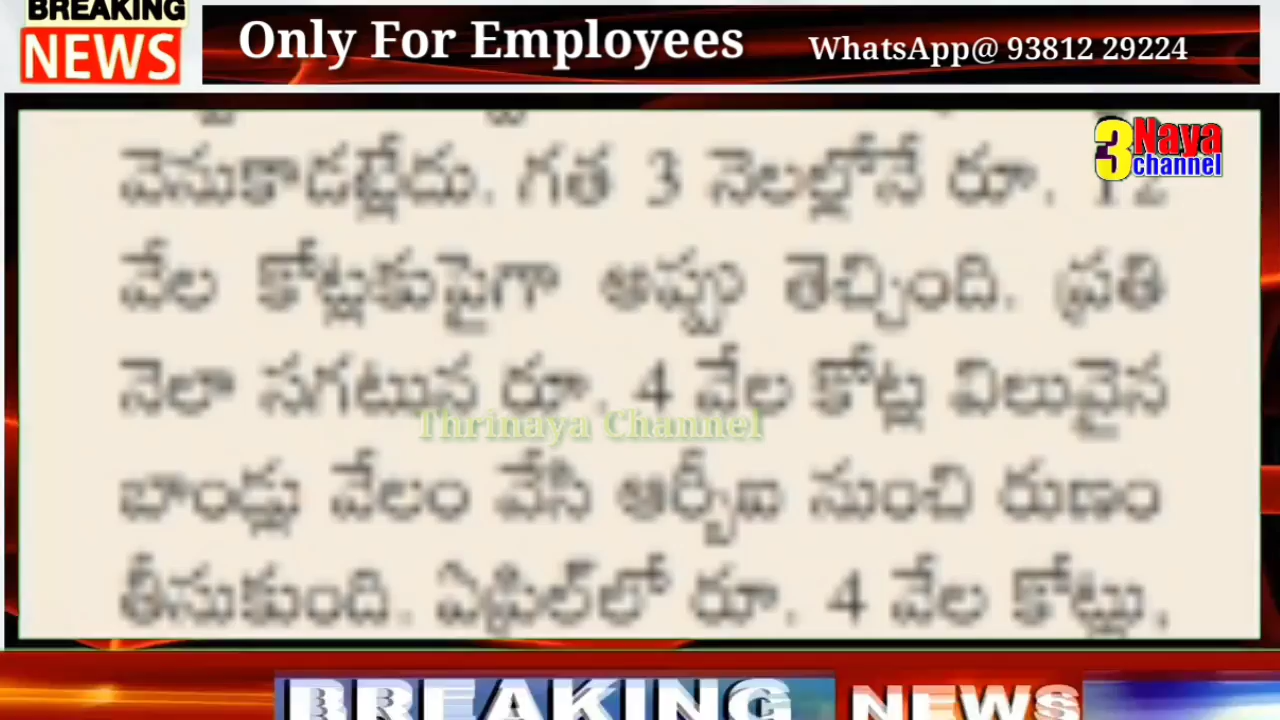 BREAKING
NEWS
Only For Employees
WhatsApp@ 93812 29224
3 Naya
channel
వెనుకాడట్లేదు. గత 3 నెలల్లోనే రూ. 12
వేల కోట్లకుపైగా అప్పు తెచ్చింది. ప్రతి
నెలా సగటున రూ. 4 వేల కోట్ల విలువైన
Thrinaya Channel
బాండ్లు వేలం వేసి ఆర్బీఐ నుంచి రుణం
తీసుకుంది. ఏప్రిల్‌లో రూ. 4 వేల కోట్లు,
BREAKING NEWS